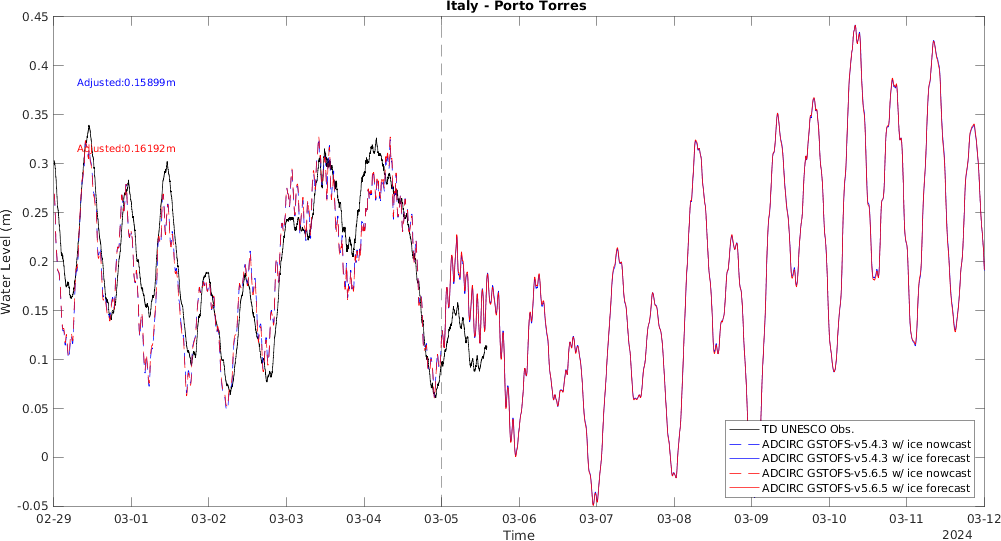 Italy - Porto Torres
Water Level (m)
0.45
0.4
0.35
0.3
0.25
0.2
0.15
0.1
0.05
0
-0.05
Adjusted:0.15899m
Adjusted:0.16192m
TD UNESCO Obs.
ADCIRC GSTOFS-v5.4.3 w/ ice nowcast
ADCIRC GSTOFS-v5.4.3 w/ ice forecast
ADCIRC GSTOFS-v5.6.5 w/ ice nowcast
ADCIRC GSTOFS-v5.6.5 w/ ice forecast
02-29 03-01 03-02 03-03 03-04 03-05 03-06 03-07 03-08 03-09 03-10 03-11 03-12
Time
2024